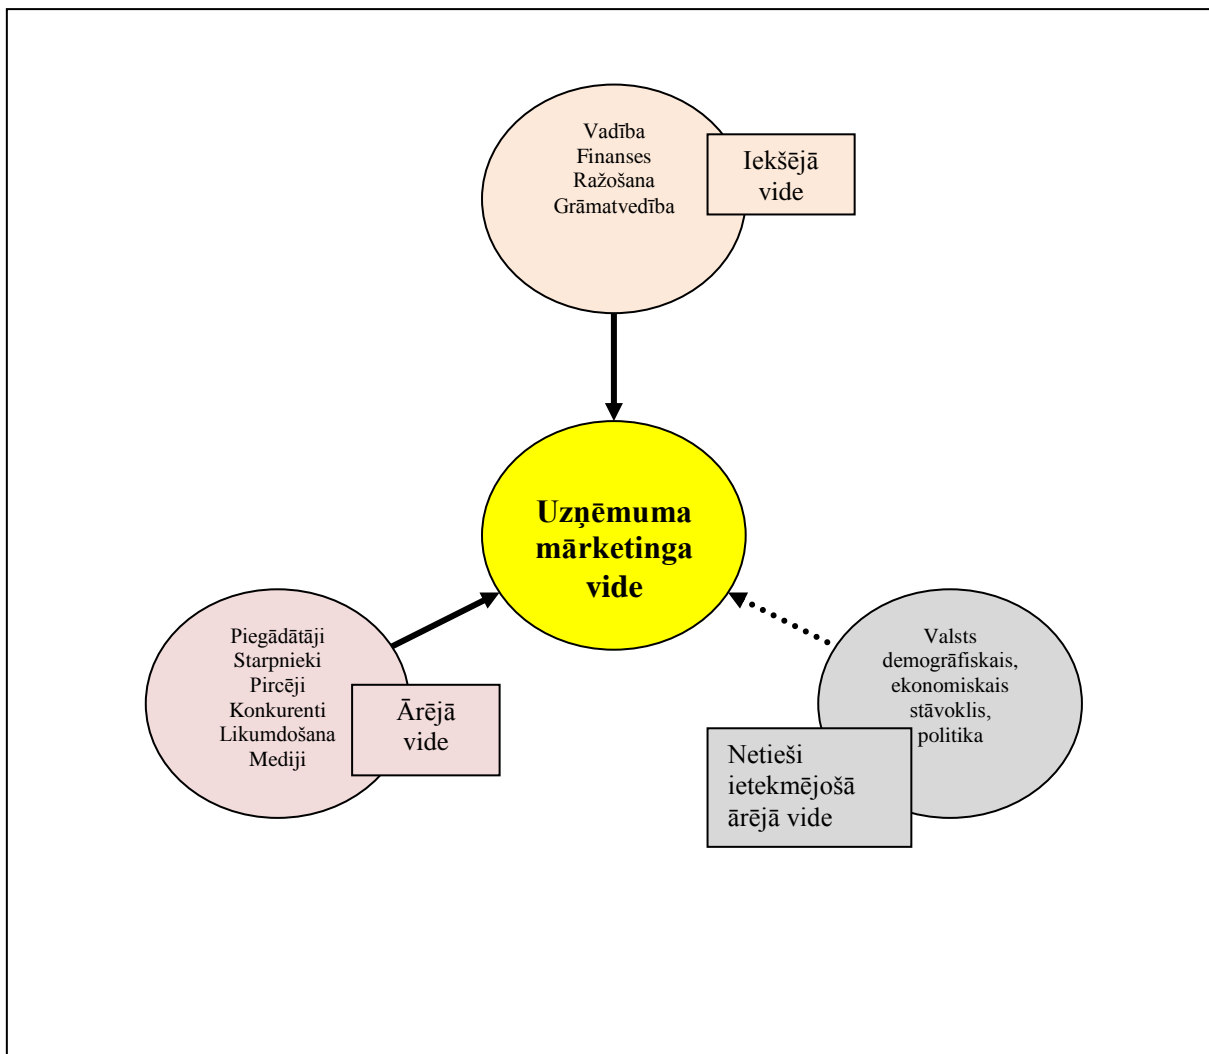 Vadība
Finanses
Ražošana
Grāmatvedība
Iekšējā
vide
Uzņēmuma
mārketinga
vide
Piegādātāji
Starpnieki
Pircēji
Konkurenti
Likumdošana
Mediji
Ārējā
vide
Valsts
demogrāfiskais,
ekonomiskais
stāvoklis,
politika
Netieši
ietekmējošā
ārējā vide